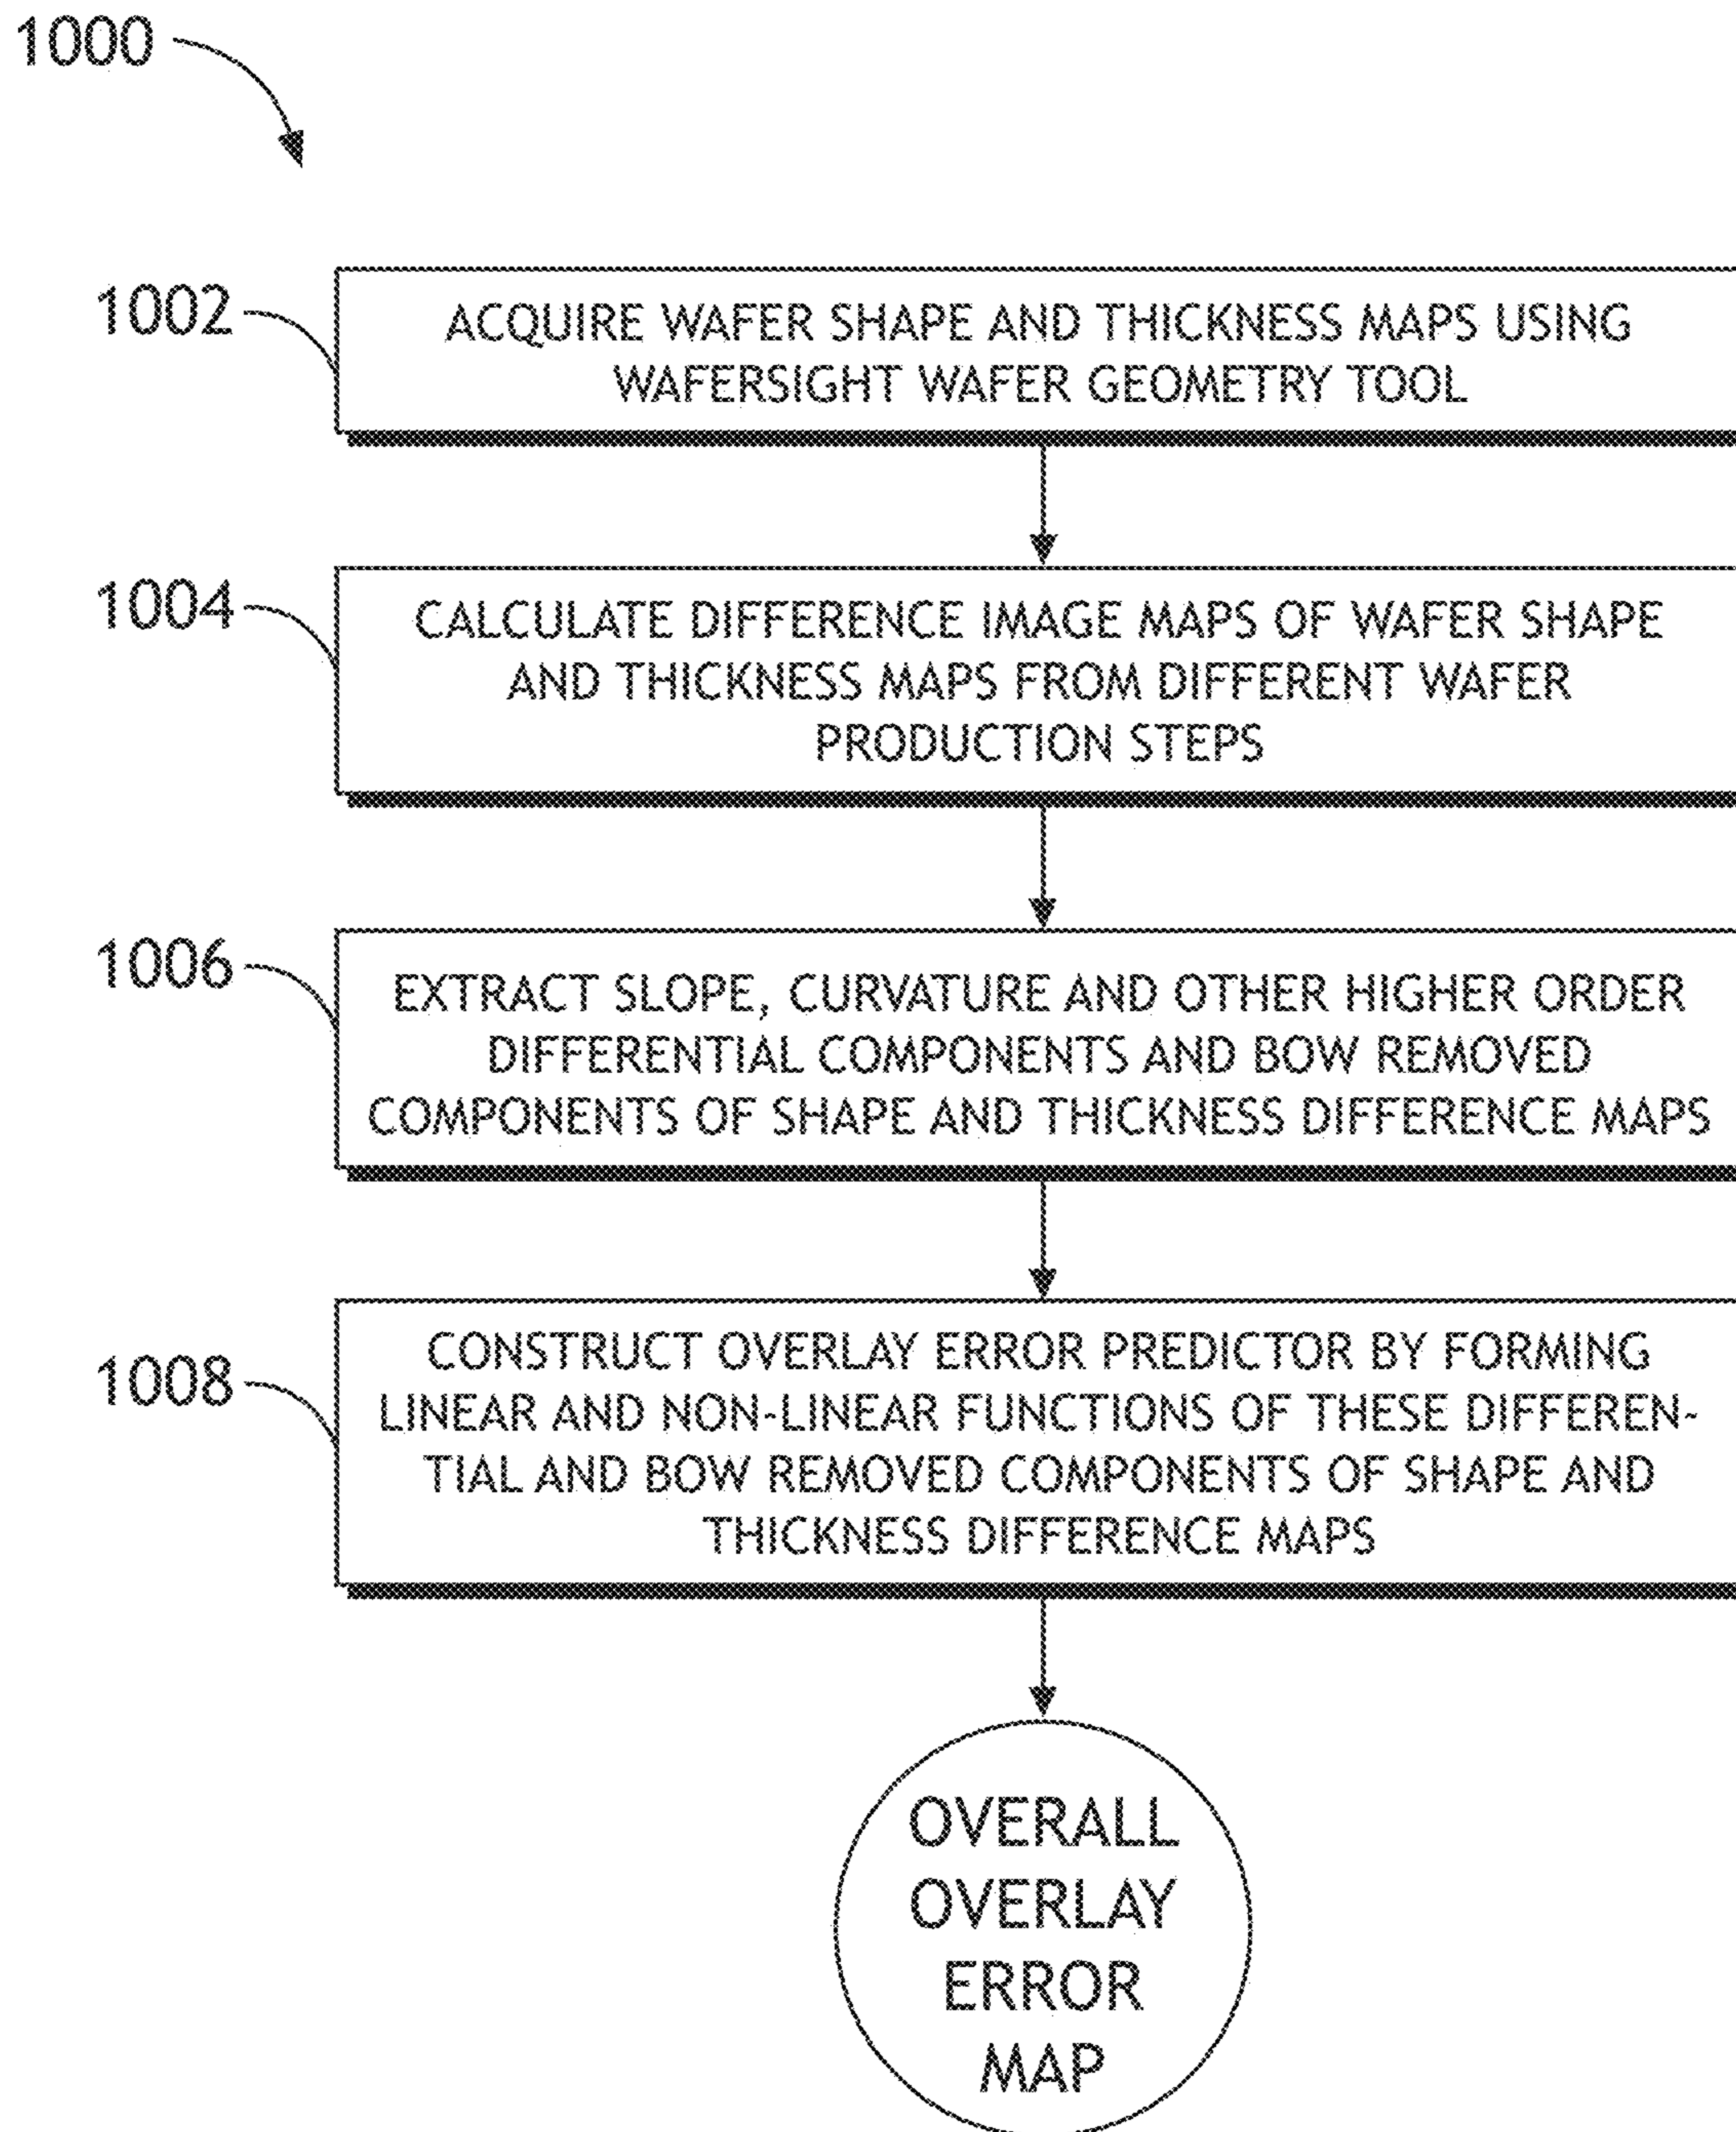 1000
1002
ACQUIRE WAFER SHAPE AND THICKNESS MAPS USING
WAFERSIGHT WAFER GEOMETRY TOOL
1004
CALCULATE DIFFERENCE IMAGE MAPS OF WAFER SHAPE
AND THICKNESS MAPS FROM DIFFERENT WAFER
PRODUCTION STEPS
1006
EXTRACT SLOPE, CURVATURE AND OTHER HIGHER ORDER
DIFFERENTIAL COMPONENTS AND BOW REMOVED
COMPONENTS OF SHAPE AND THICKNESS DIFFERENCE MAPS
1008
CONSTRUCT OVERLAY ERROR PREDICTOR BY FORMING
LINEAR AND NON-LINEAR FUNCTIONS OF THESE DIFFEREN-
TIAL AND BOW REMOVED COMPONENTS OF SHAPE AND
THICKNESS DIFFERENCE MAPS
OVERALL
OVERLAY
ERROR
MAP